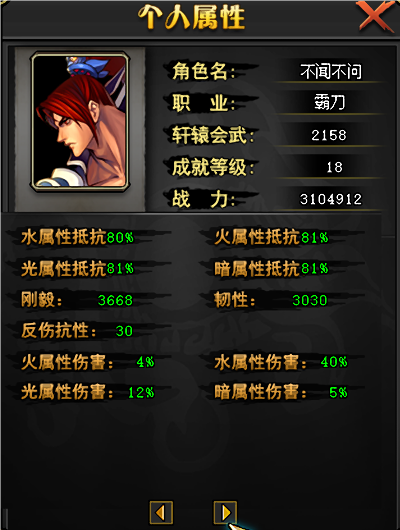 个人属性
角色名： 不闻不问
职 业： 霸刀
轩辕会武： 2158
成就等级： 18
战 力： 3104912
水属性抵抗80% 火属性抵抗81%
光属性抵抗81% 暗属性抵抗81%
刚毅： 3668 韧性： 3030
反伤抗性： 30
火属性伤害： 4% 水属性伤害： 40%
光属性伤害： 12% 暗属性伤害： 5%